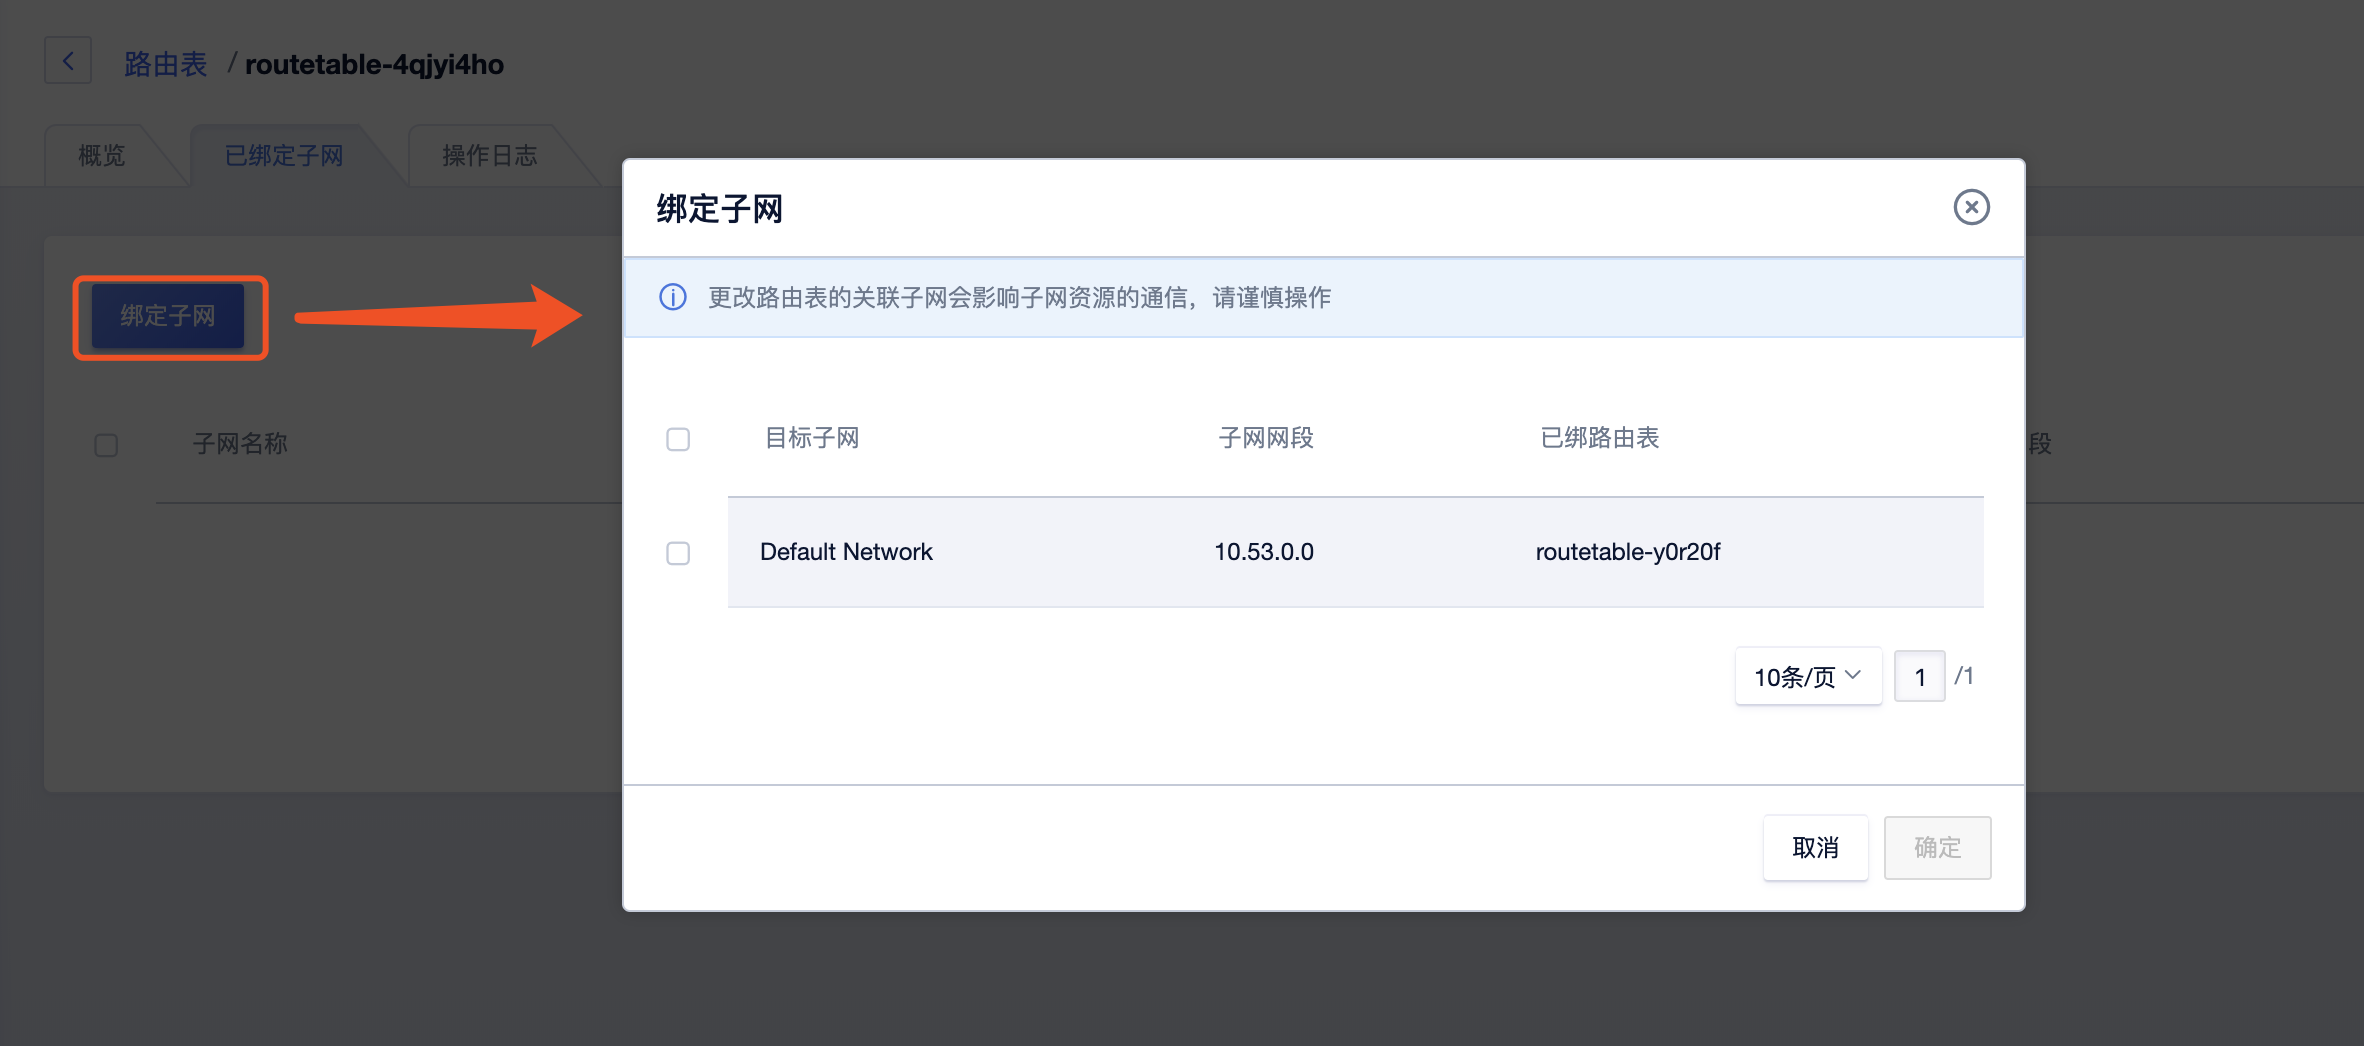 路由表 / routetable-4qjyi4ho
概览
已绑定子网
操作日志
绑定子网
子网名称
段
绑定子网
更改路由表的关联子网会影响子网资源的通信，请谨慎操作
目标子网 子网网段 已绑路由表
Default Network 10.53.0.0 routetable-y0r20f
10条/页 1 /1
取消 确定